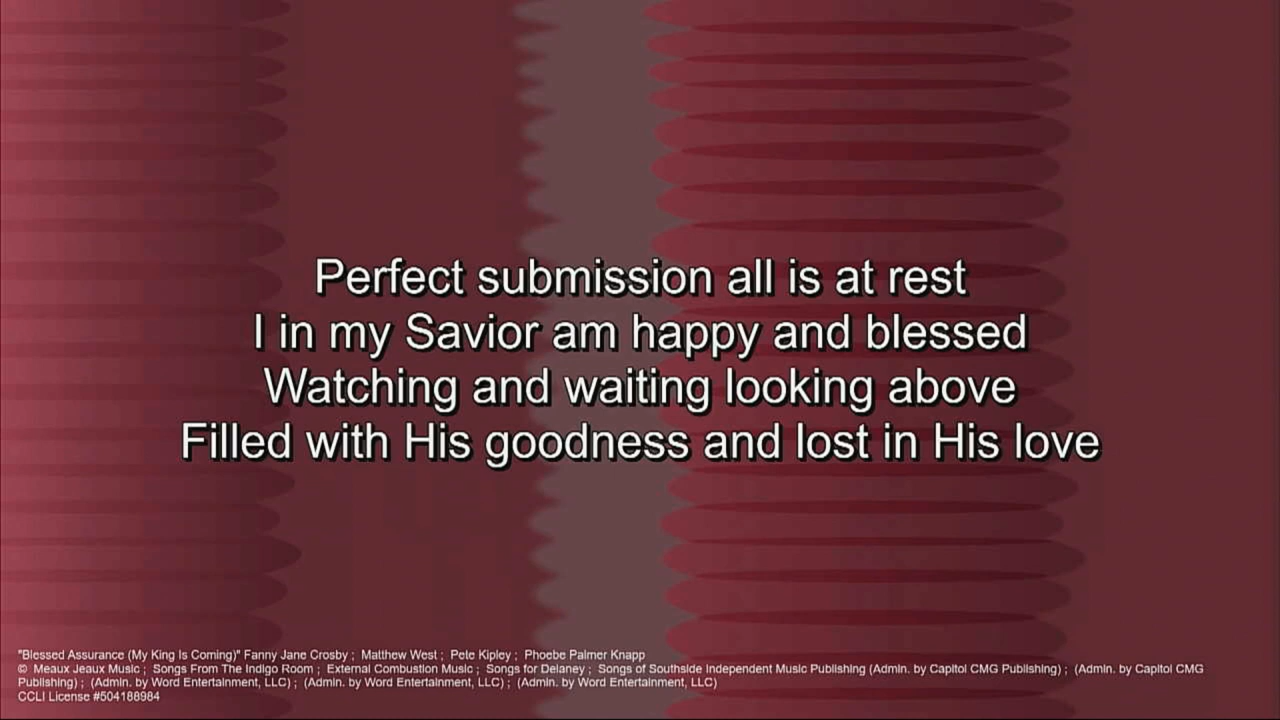 Perfect submission all is at rest
I in my Savior am happy and blessed
Watching and waiting looking above
Filled with His goodness and lost in His love
"Blessed Assurance (My King Is Coming)" Fanny Jane Crosby ;  Matthew West ;  Pete Kipley ;  Phoebe Palmer Knapp
©  Meaux Jeaux Music ;  Songs From The Indigo Room ;  External Combustion Music ;  Songs for Delaney ;  Songs of Southside Independent Music Publishing (Admin. by Capitol CMG Publishing) ;  (Admin. by Capitol CMG
Publishing) ;  (Admin. by Word Entertainment, LLC) ;  (Admin. by Word Entertainment, LLC) ;  (Admin. by Word Entertainment, LLC)
CCLI License #504188984